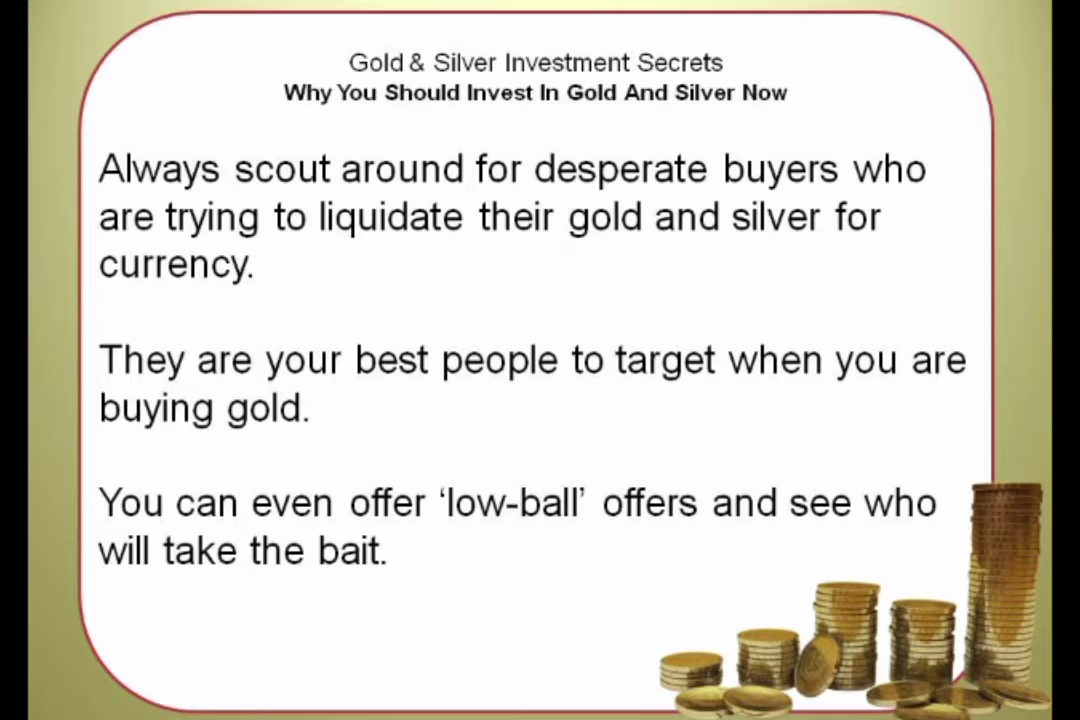 Gold & Silver Investment Secrets
Why You Should Invest In Gold And Silver Now
Always scout around for desperate buyers who
are trying to liquidate their gold and silver for
currency.
They are your best people to target when you are
buying gold.
You can even offer ‘low-ball’ offers and see who
will take the bait.